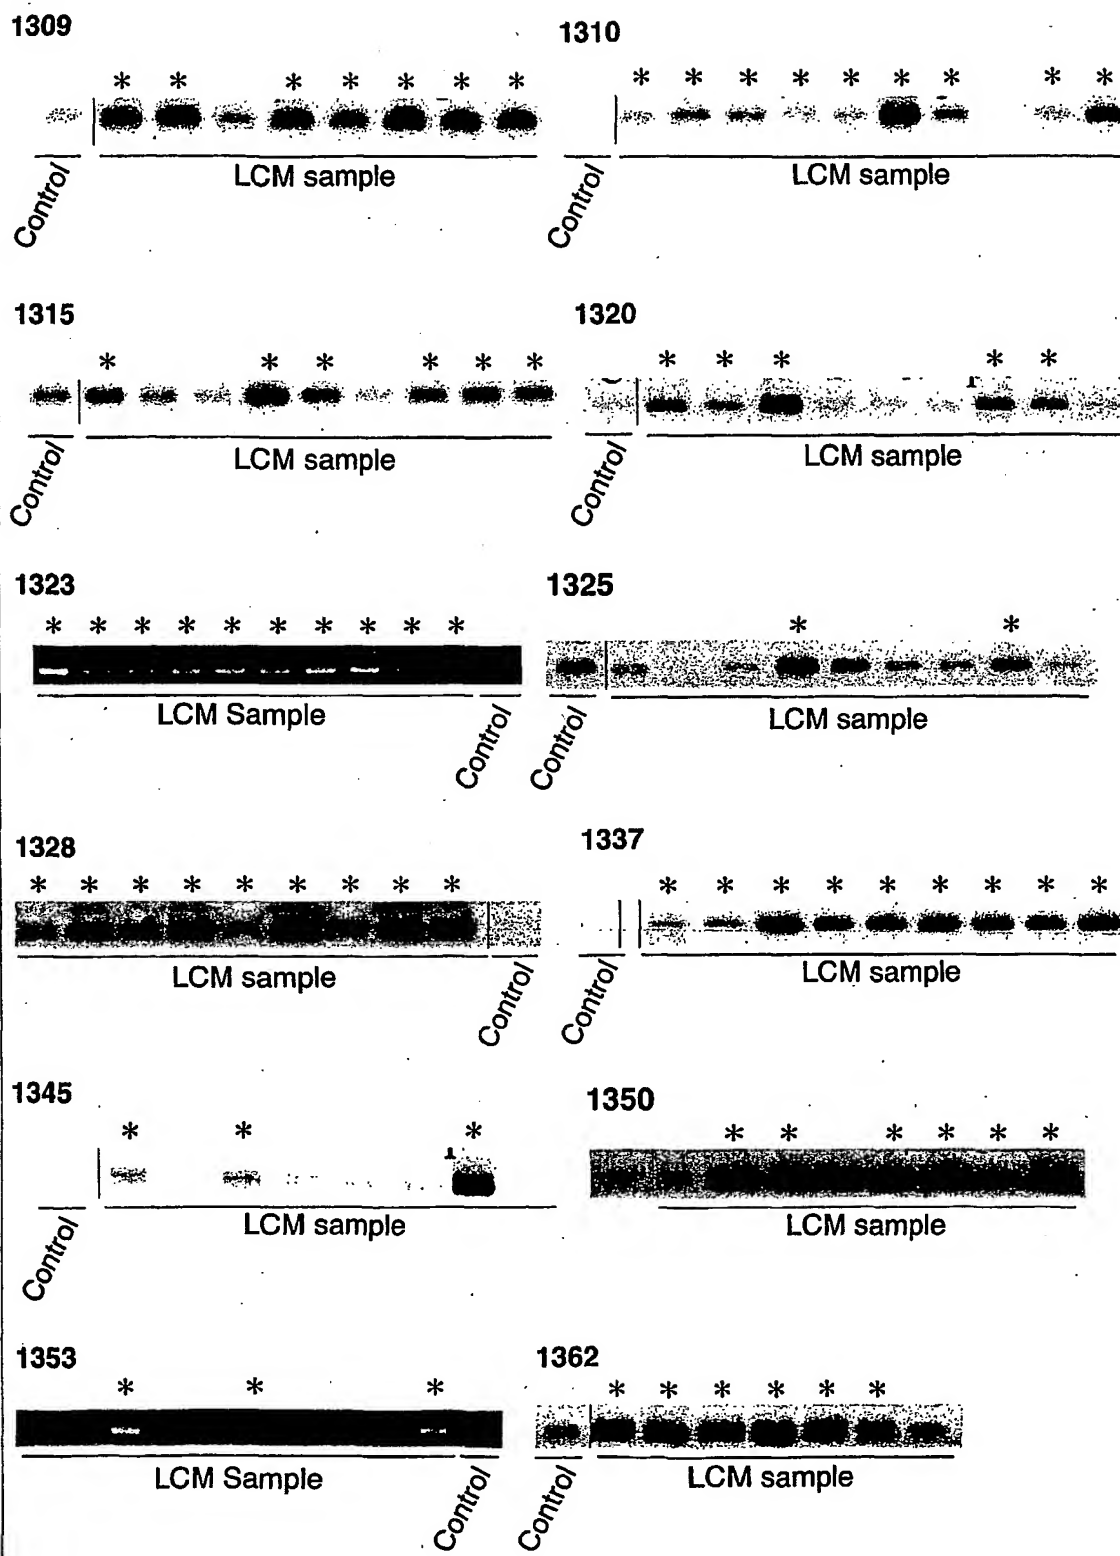 1309
* * * * * * * *
Control
LCM sample
1310
* * * * * * * * *
Control
LCM sample
1315
* * * * * *
Control
LCM sample
1320
* * * * *
Control
LCM sample
1323
* * * * * * * * * *
LCM Sample
Control
1325
* *
Control
LCM sample
1328
* * * * * * * * *
LCM sample
Control
1337
* * * * * * * * *
Control
LCM sample
1345
* * *
Control
LCM sample
1350
* * * * * *
LCM sample
1353
* * *
LCM Sample
Control
1362
* * * * * *
Control
LCM sample